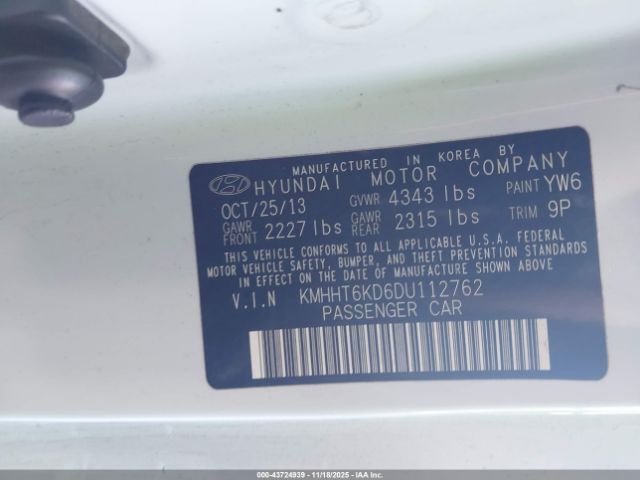 MANUFACTURED IN KOREA BY
HYUNDAI MOTOR COMPANY
OCT/25/13 GVWR 4343 lbs PAINT YW6
GAWR FRONT 2227 lbs GAWR REAR 2315 lbs TRIM 9P
THIS VEHICLE CONFORMS TO ALL APPLICABLE U.S.A. FEDERAL
MOTOR VEHICLE SAFETY, BUMPER, AND THEFT PREVENTION STANDARDS
IN EFFECT ON THE DATE OF MANUFACTURE SHOWN ABOVE
V.I.N KMHHT6KD6DU112762
PASSENGER CAR
000-43724939 - 11/18/2025 - IAAI.com